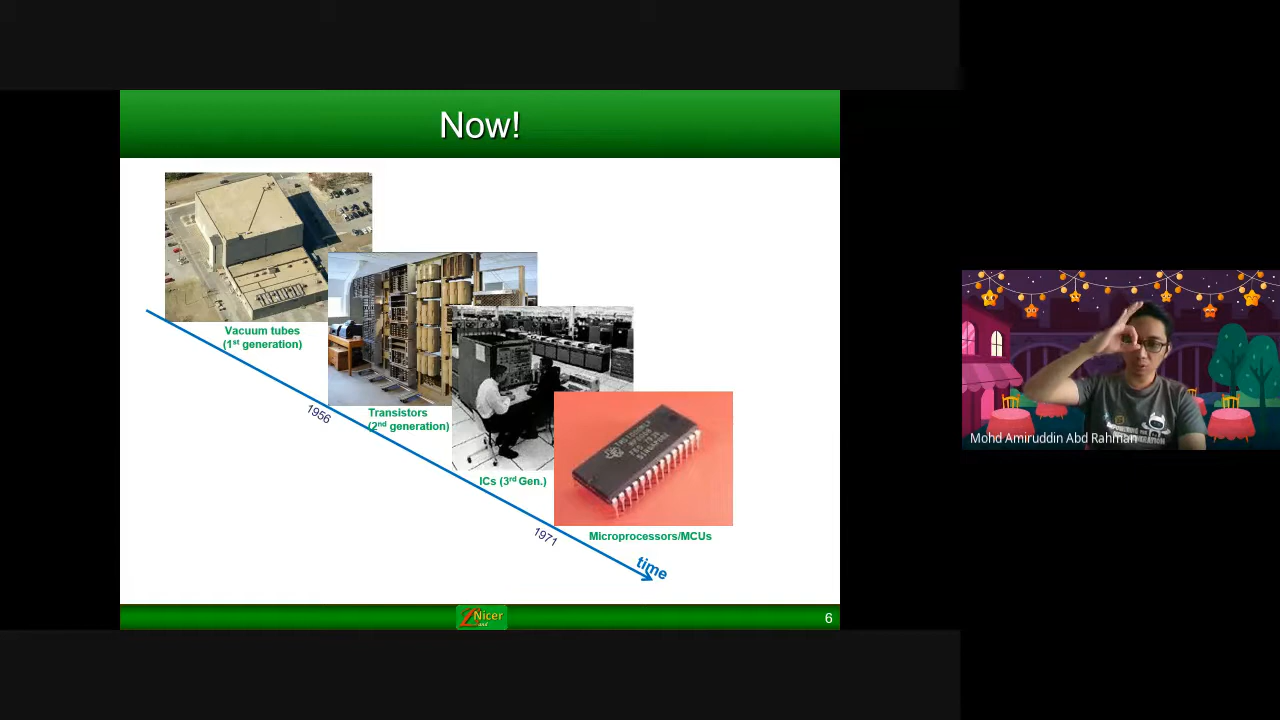 Now!
Vacuum tubes
(1st generation)
1956
Transistors
(2nd generation)
ICs (3rd Gen.)
1971
Microprocessors/MCUs
time
Nicer
6
Mohd Amiruddin Abd Rahman